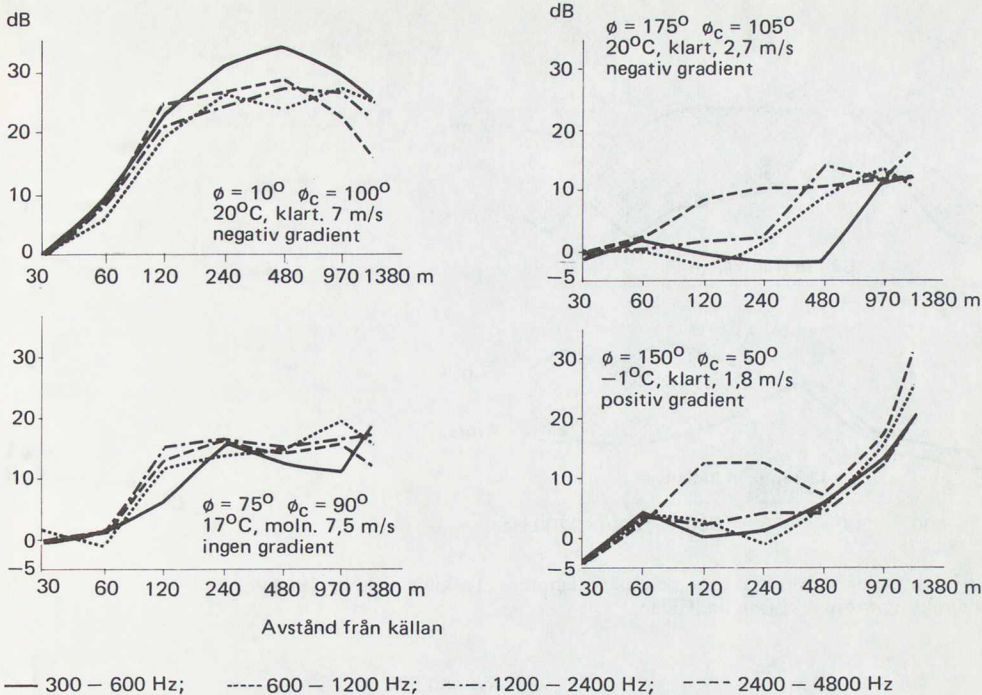 dB
30
20
10
0
30 60 120 240 480 970 1380 m
ø = 10° ø_c = 100°
20°C, klart. 7 m/s
negativ gradient
dB
30
20
10
0
−5
30 60 120 240 480 970 1380 m
ø = 175° ø_c = 105°
20°C, klart, 2,7 m/s
negativ gradient
30
20
10
0
−5
30 60 120 240 480 970 1380 m
ø = 75° ø_c = 90°
17°C, moln. 7,5 m/s
ingen gradient
30
20
10
0
−5
30 60 120 240 480 970 1380 m
ø = 150° ø_c = 50°
−1°C, klart, 1,8 m/s
positiv gradient
Avstånd från källan
300 − 600 Hz; 600 − 1200 Hz; 1200 − 2400 Hz; 2400 − 4800 Hz